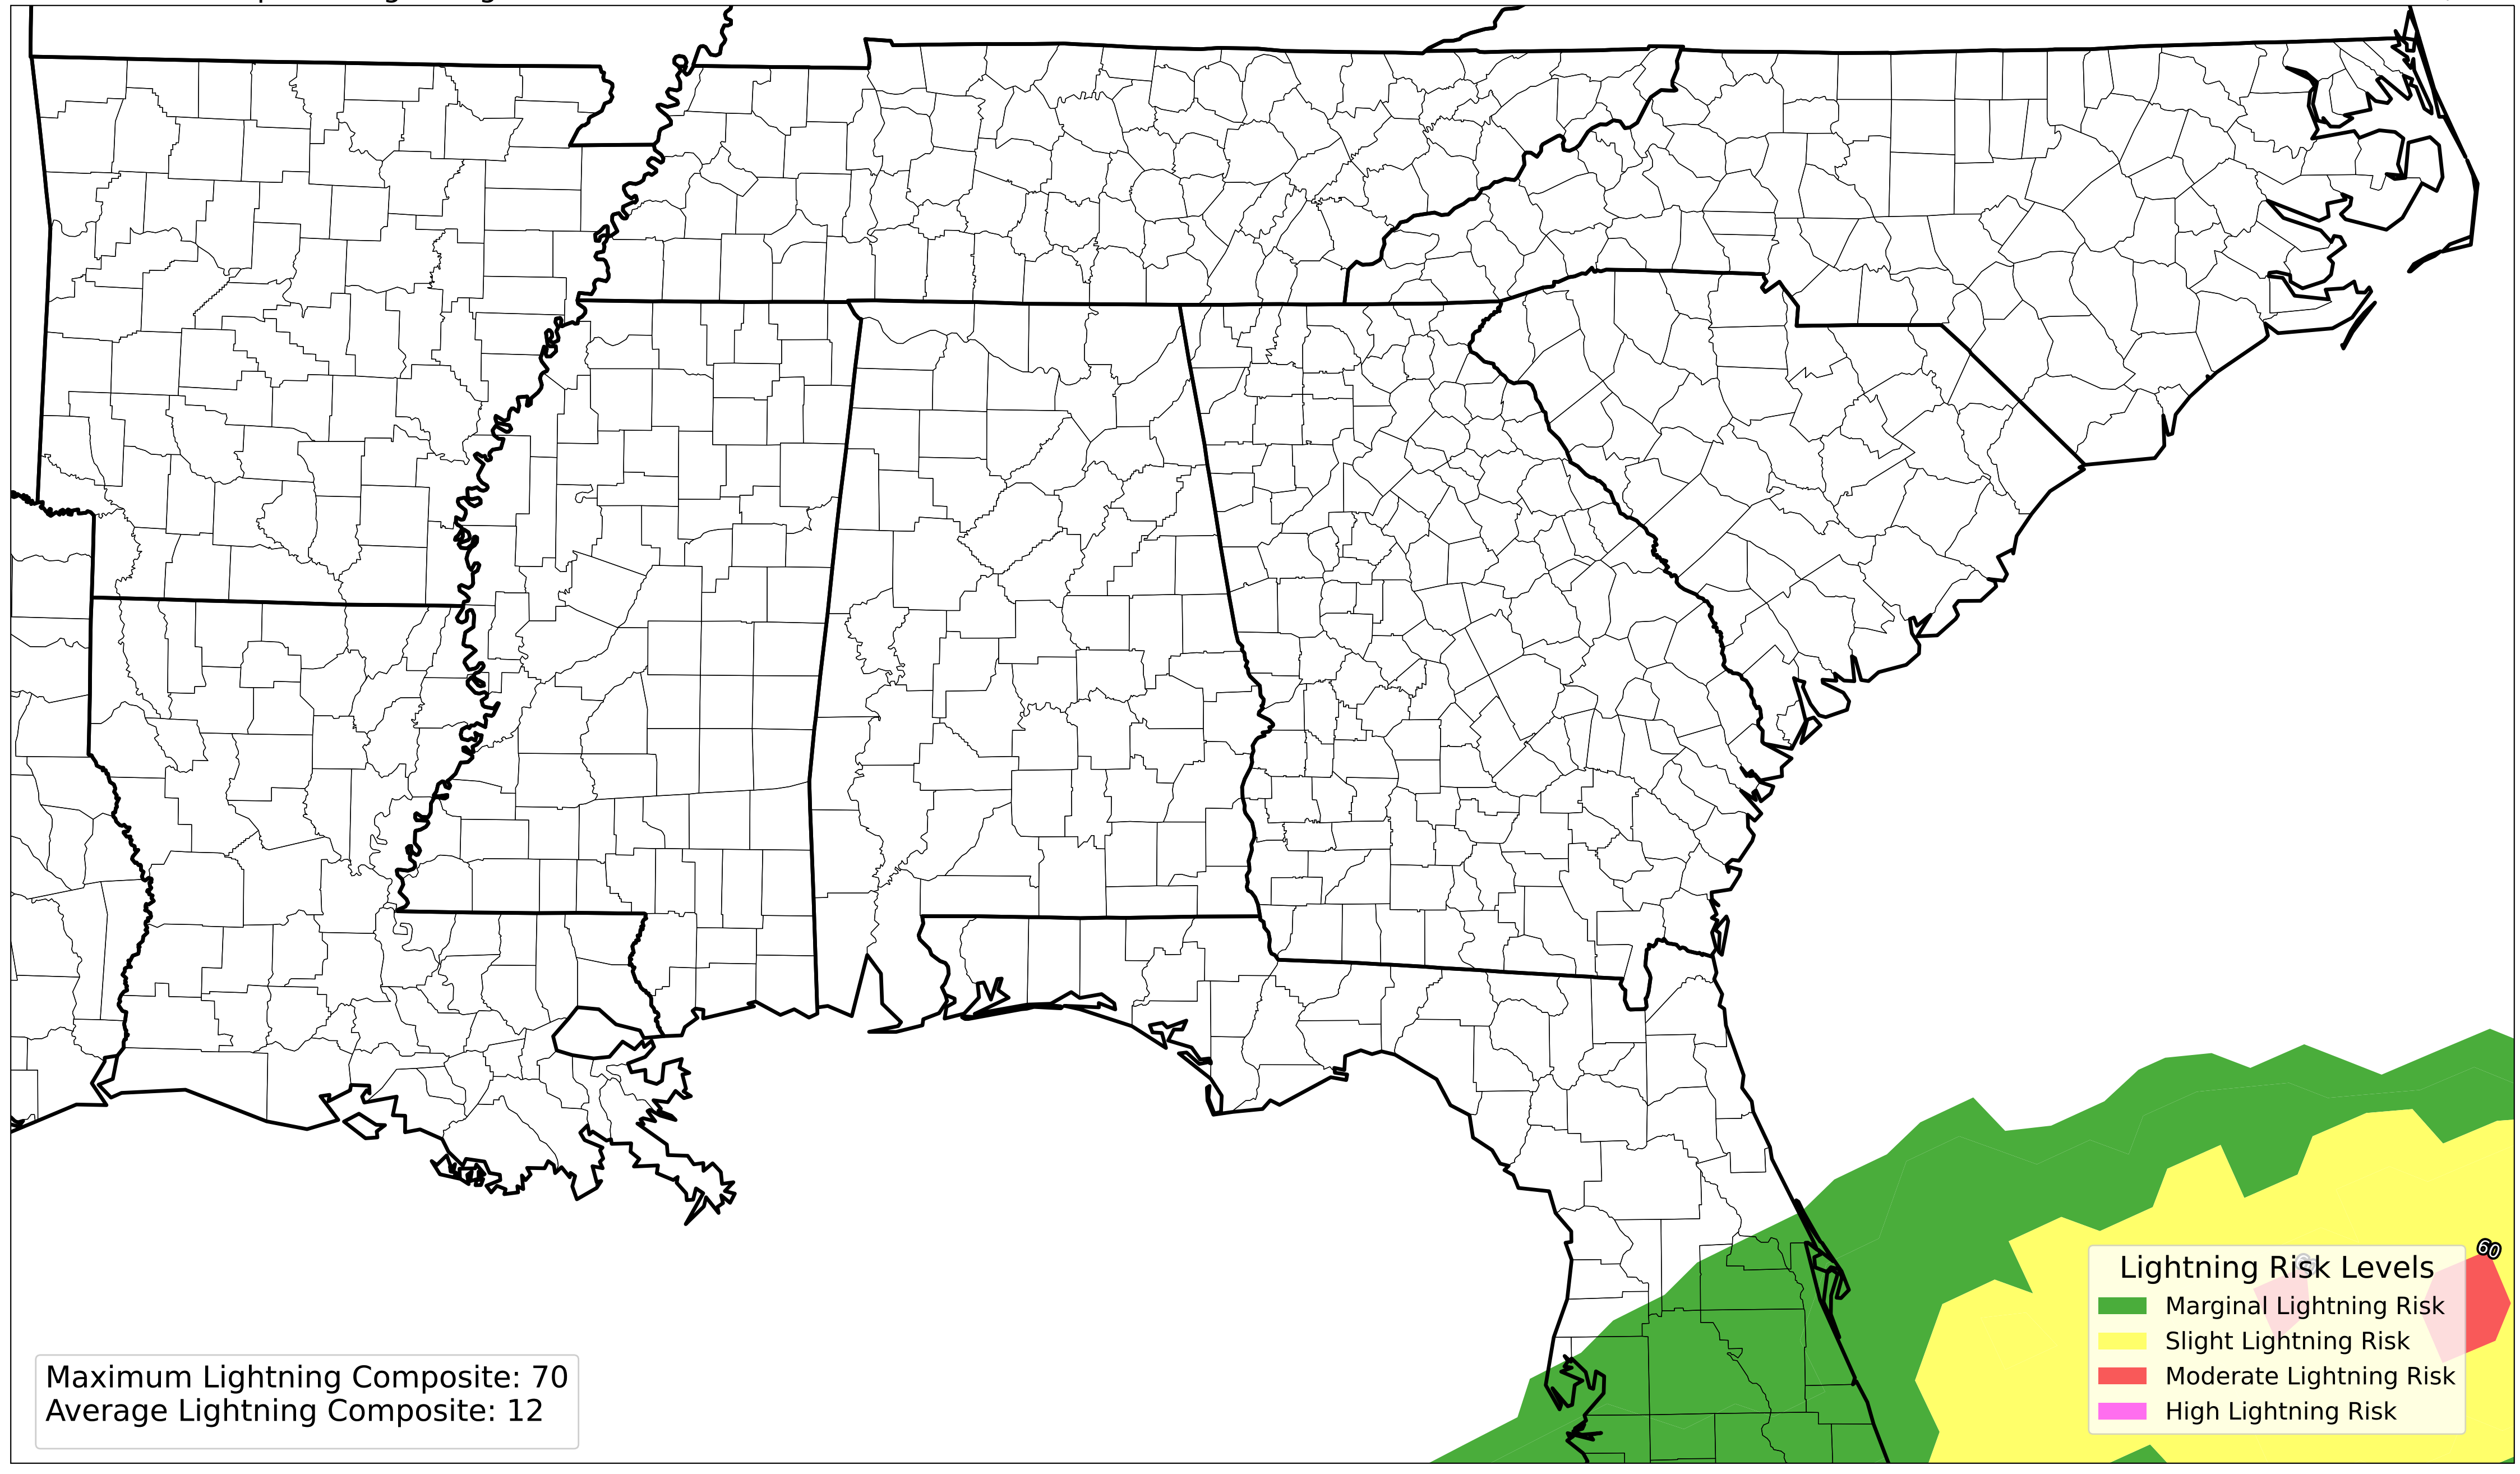 60
Lightning Risk Levels
Marginal Lightning Risk
Slight Lightning Risk
Moderate Lightning Risk
High Lightning Risk
Maximum Lightning Composite: 70
Average Lightning Composite: 12